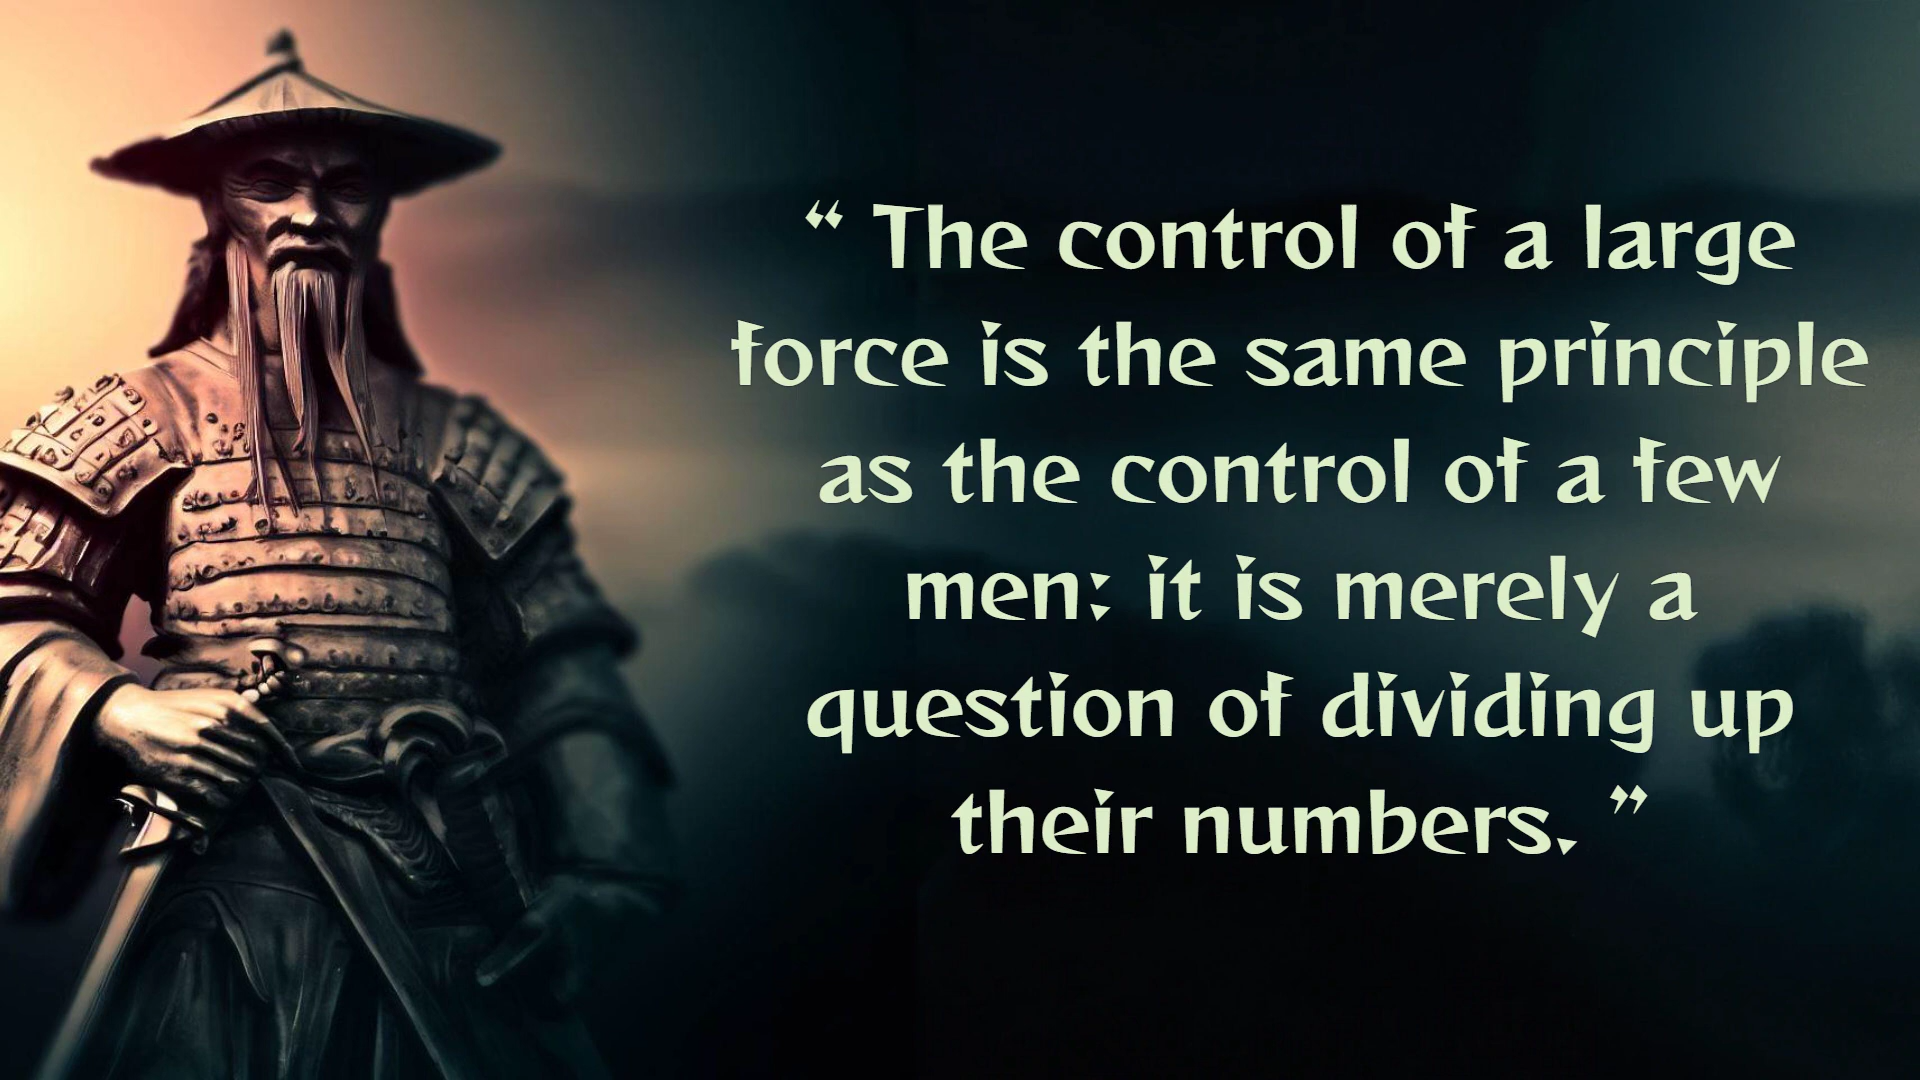 “ The control of a large
force is the same principle
as the control of a few
men: it is merely a
question of dividing up
their numbers. ”